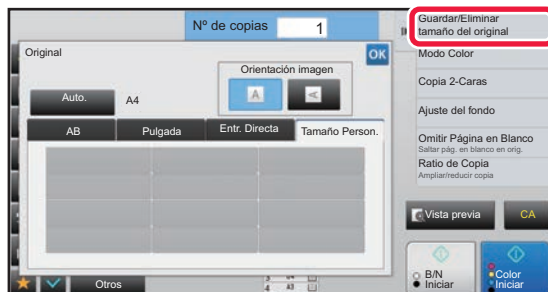 Nº de copias 1
Guardar/Eliminar
tamaño del original
Original
OK
Modo Color
Orientación imagen
Copia 2-Caras
Auto.
A4
A
A
Ajuste del fondo
AB
Pulgada
Entr. Directa
Tamaño Person.
Omitir Página en Blanco
Saltar pág. en blanco en orig.
Ratio de Copia
Ampliar/reducir copia
Vista previa
CA
B/N
Iniciar
Color
Iniciar
Otros
4 A3